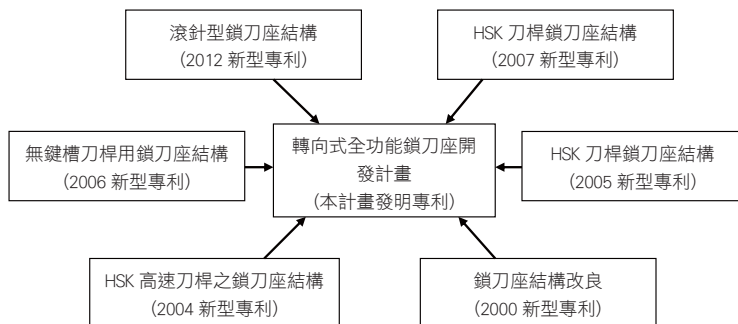 滾針型鎖刀座結構
(2012 新型專利)
HSK 刀桿鎖刀座結構
(2007 新型專利)
無鍵槽刀桿用鎖刀座結構
(2006 新型專利)
轉向式全功能鎖刀座開
發計畫
(本計畫發明專利)
HSK 刀桿鎖刀座結構
(2005 新型專利)
HSK 高速刀桿之鎖刀座結構
(2004 新型專利)
鎖刀座結構改良
(2000 新型專利)